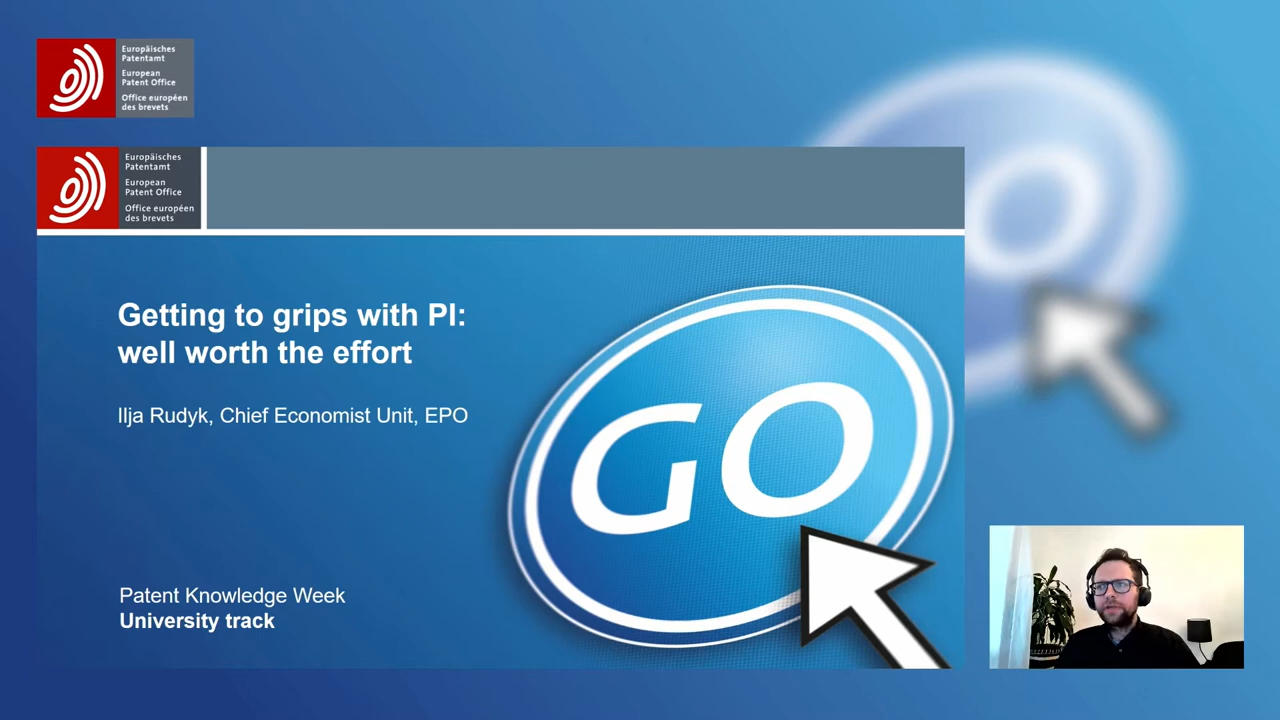 Europäisches
Patentamt
European
Patent Office
Office européen
des brevets
Europäisches
Patentamt
European
Patent Office
Office européen
des brevets
Getting to grips with PI:
well worth the effort
Ilja Rudyk, Chief Economist Unit, EPO
GO
Patent Knowledge Week
University track